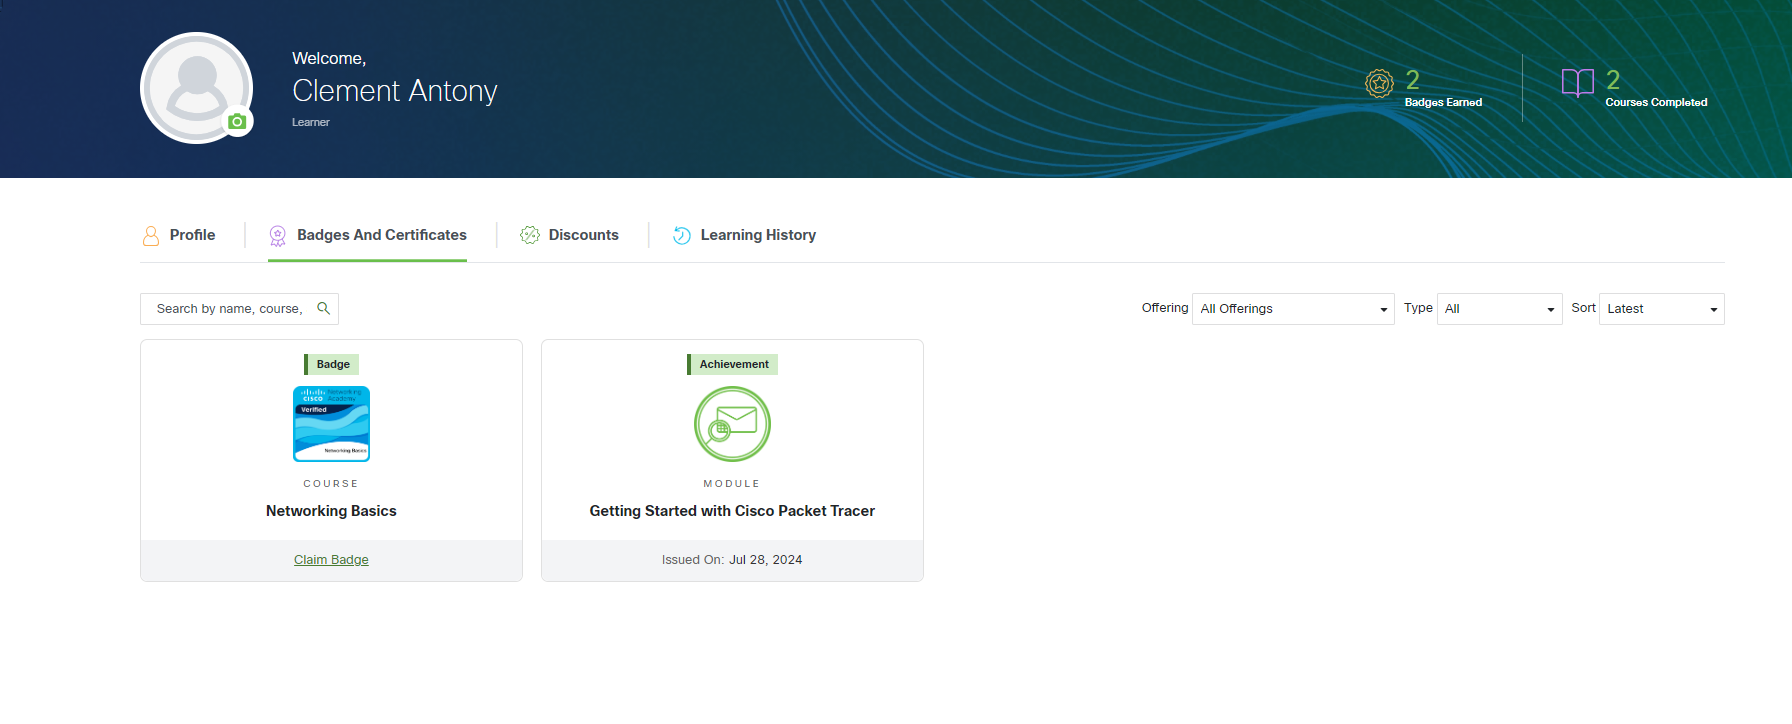 Welcome,
Clement Antony
Learner
2
Badges Earned
2
Courses Completed
Profile
Badges And Certificates
Discounts
Learning History
Search by name, course,
Offering All Offerings Type All Sort Latest
Badge
cisco Networking Academy
Verified
Networking Basics
COURSE
Networking Basics
Claim Badge
Achievement
MODULE
Getting Started with Cisco Packet Tracer
Issued On: Jul 28, 2024